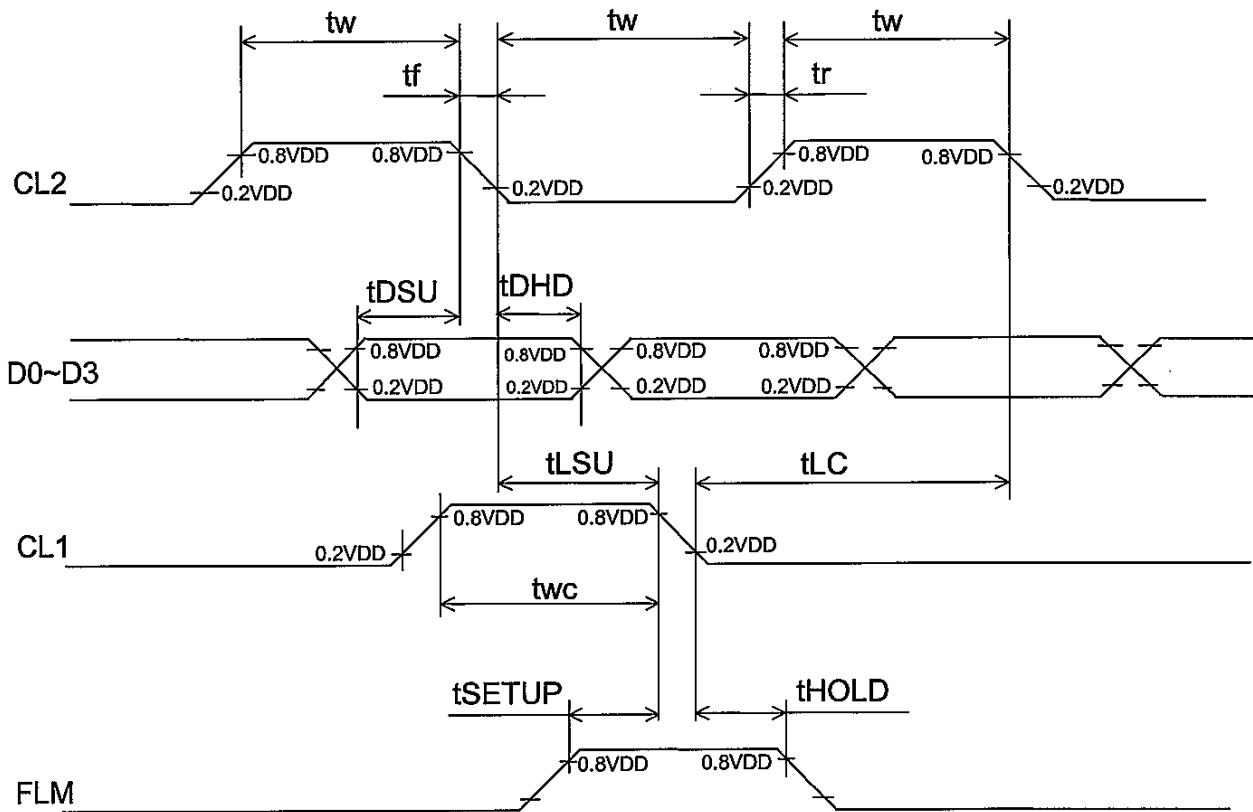 tw tw tw
tf tr
0.8VDD 0.8VDD 0.8VDD 0.8VDD
CL2 0.2VDD 0.2VDD 0.2VDD 0.2VDD
tDSU tDHD
0.8VDD 0.8VDD 0.8VDD 0.8VDD
D0~D3
0.2VDD 0.2VDD 0.2VDD 0.2VDD
tLSU tLC
0.8VDD 0.8VDD
CL1 0.2VDD 0.2VDD
twc
tSETUP tHOLD
0.8VDD 0.8VDD
FLM